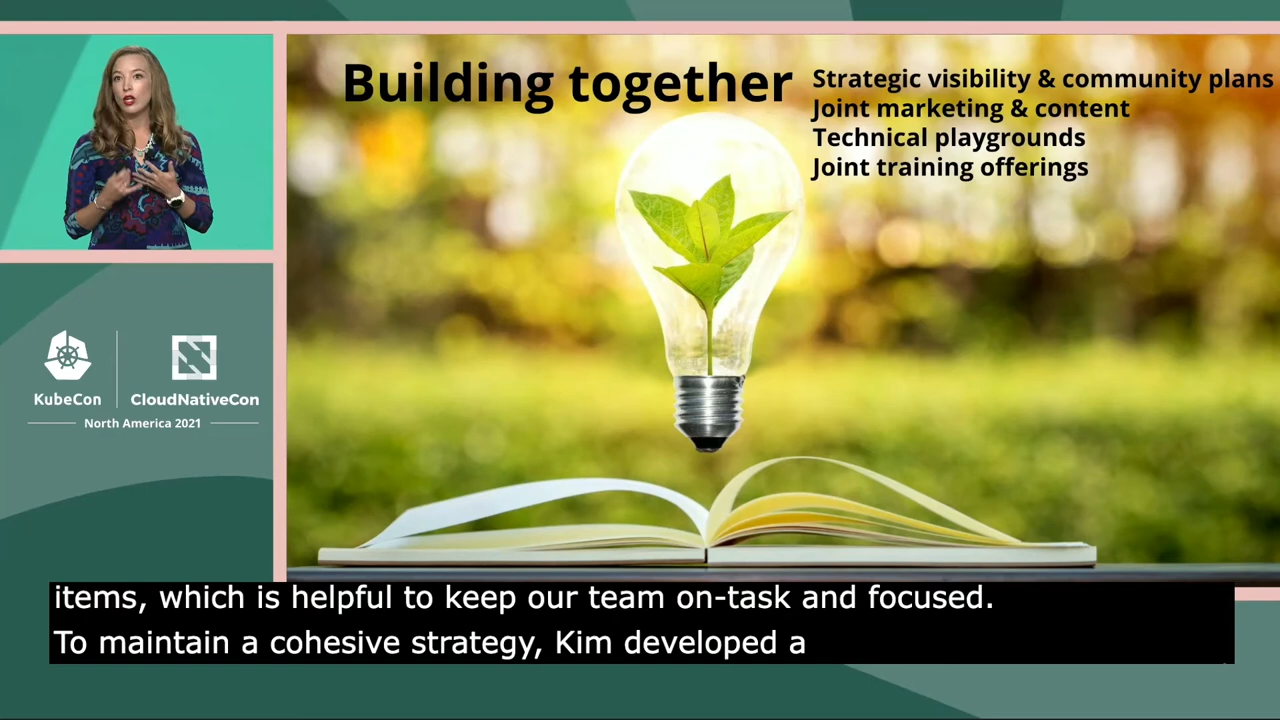 Building together
Strategic visibility & community plans
Joint marketing & content
Technical playgrounds
Joint training offerings
KubeCon
CloudNativeCon
North America 2021
items, which is helpful to keep our team on-task and focused.
To maintain a cohesive strategy, Kim developed a